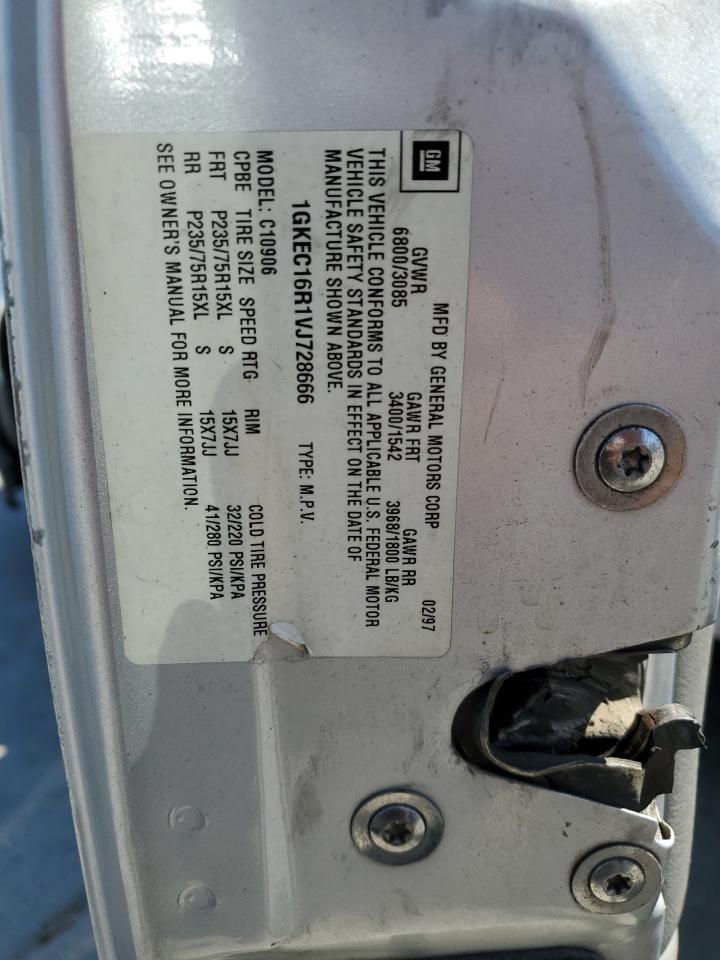 GM
MFD BY GENERAL MOTORS CORP 02/97
GVWR GAWR FRT GAWR RR
6800/3085 3400/1542 3968/1800 LB/KG
THIS VEHICLE CONFORMS TO ALL APPLICABLE U.S. FEDERAL MOTOR
VEHICLE SAFETY STANDARDS IN EFFECT ON THE DATE OF
MANUFACTURE SHOWN ABOVE.
1GKEC16R1VJ728666 TYPE: M.P.V.
MODEL: C10906
CPBE TIRE SIZE SPEED RTG RIM COLD TIRE PRESSURE
FRT P235/75R15XL S 15X7JJ 32/220 PSI/KPA
RR P235/75R15XL S 15X7JJ 41/280 PSI/KPA
SEE OWNER'S MANUAL FOR MORE INFORMATION.